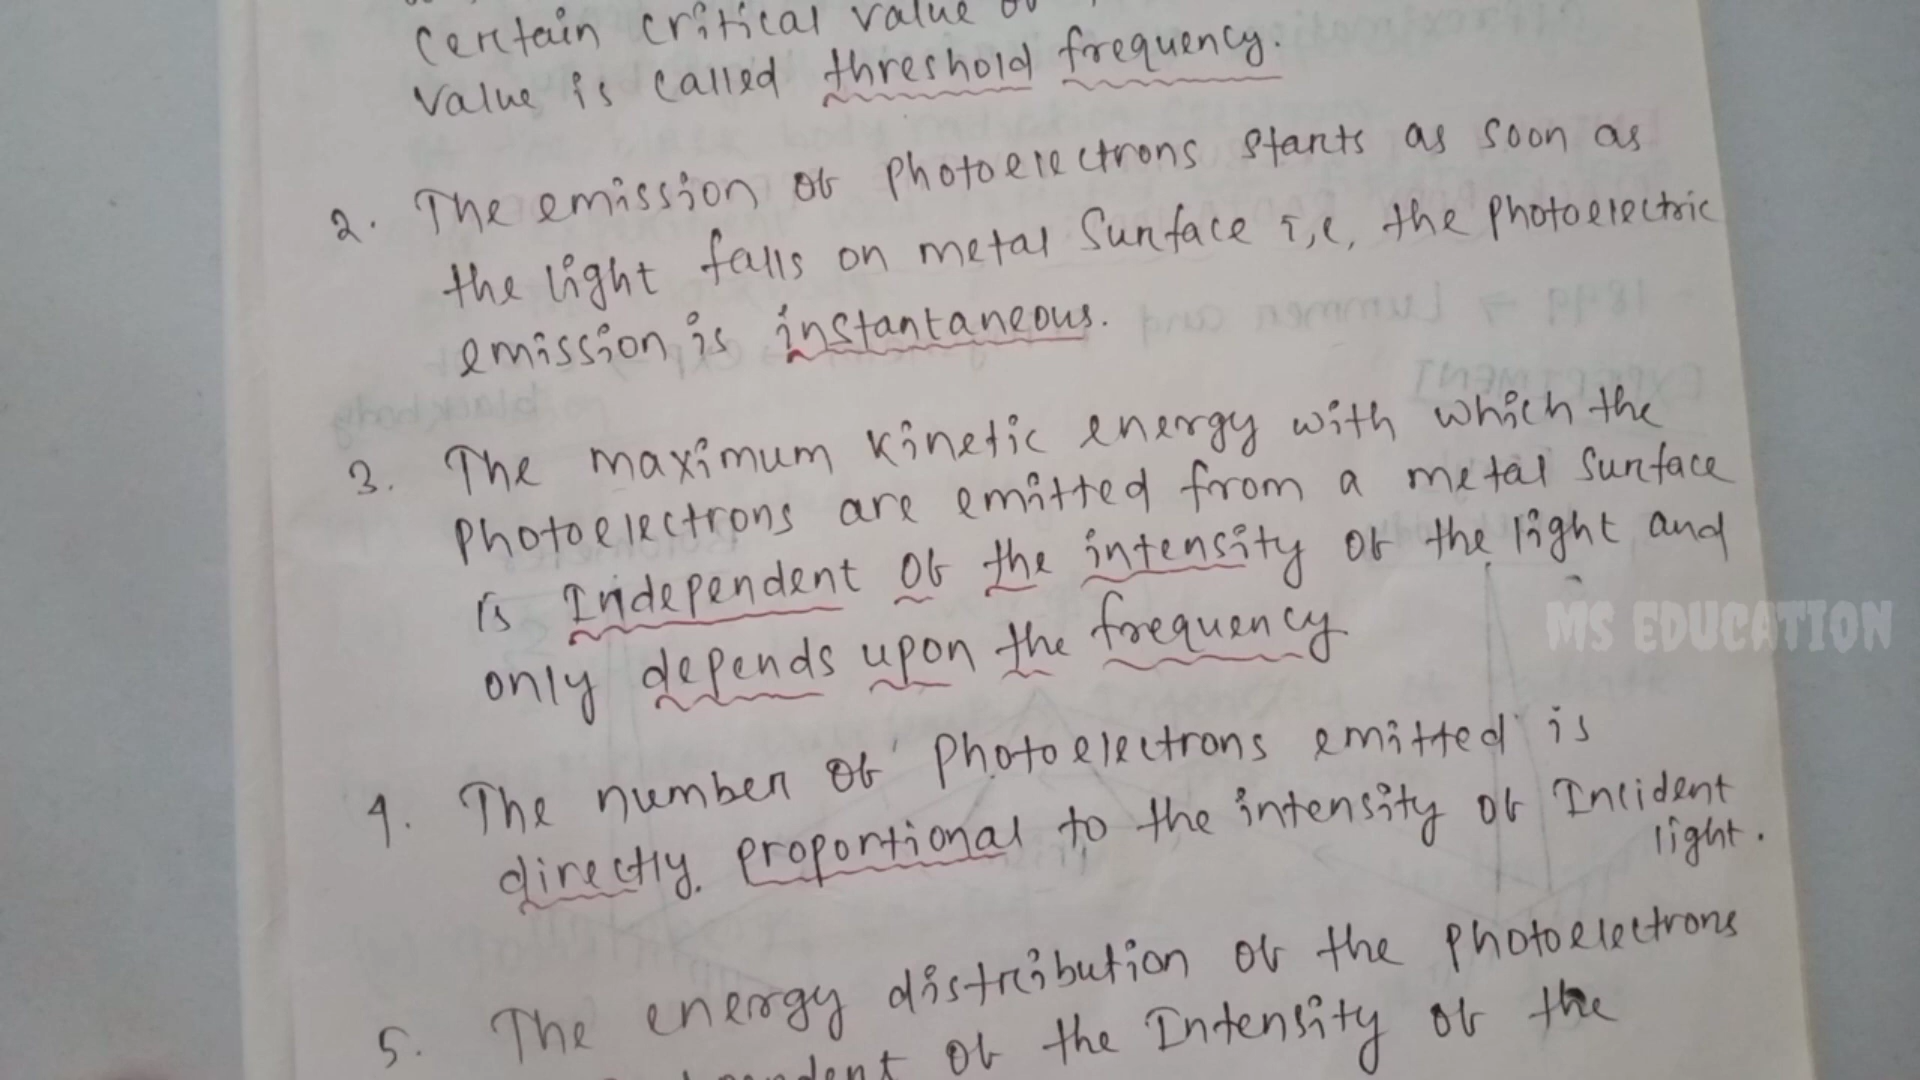 certain critical value
value is called threshold frequency.
2. The emission of photoelectrons starts as soon as
the light falls on metal surface i,e, the photoelectric
emission is instantaneous.
3. The maximum kinetic energy with which the
photoelectrons are emitted from a metal surface
is Independent of the intensity of the light and
only depends upon the frequency
4. The number of photoelectrons emitted is
directly proportional to the intensity of Incident
light.
5. The energy distribution of the photoelectrons
of the Intensity of the
MS EDUCATION